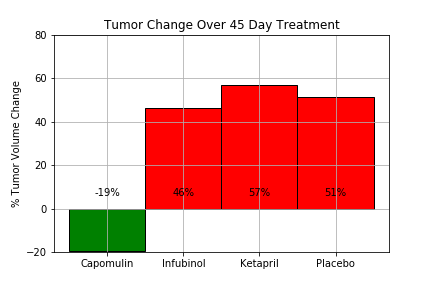 Tumor Change Over 45 Day Treatment
% Tumor Volume Change
80
60
40
20
0
−20
-19%
46%
57%
51%
Capomulin
Infubinol
Ketapril
Placebo